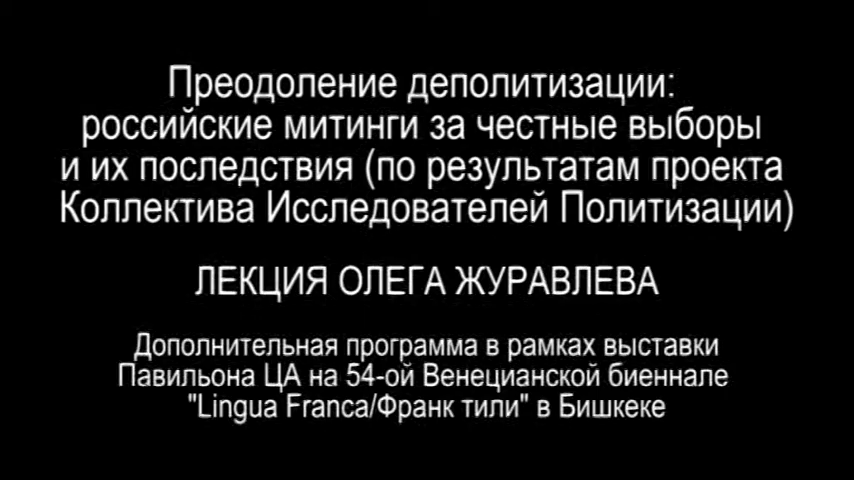 Преодоление деполитизации:
российские митинги за честные выборы
и их последствия (по результатам проекта
Коллектива Исследователей Политизации)
ЛЕКЦИЯ ОЛЕГА ЖУРАВЛЕВА
Дополнительная программа в рамках выставки
Павильона ЦА на 54-ой Венецианской биеннале
"Lingua Franca/Франк тили" в Бишкеке